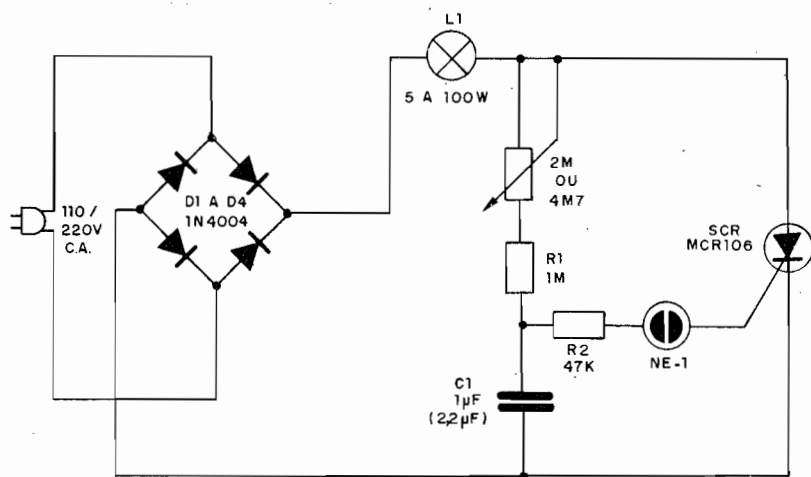 L1
5 A 100W
110 /
220V
C.A.
D1 A D4
1N4004
2M
OU
4M7
R1
1M
SCR
MCR106
R2
47K
NE-1
C1
1µF
(2,2µF)